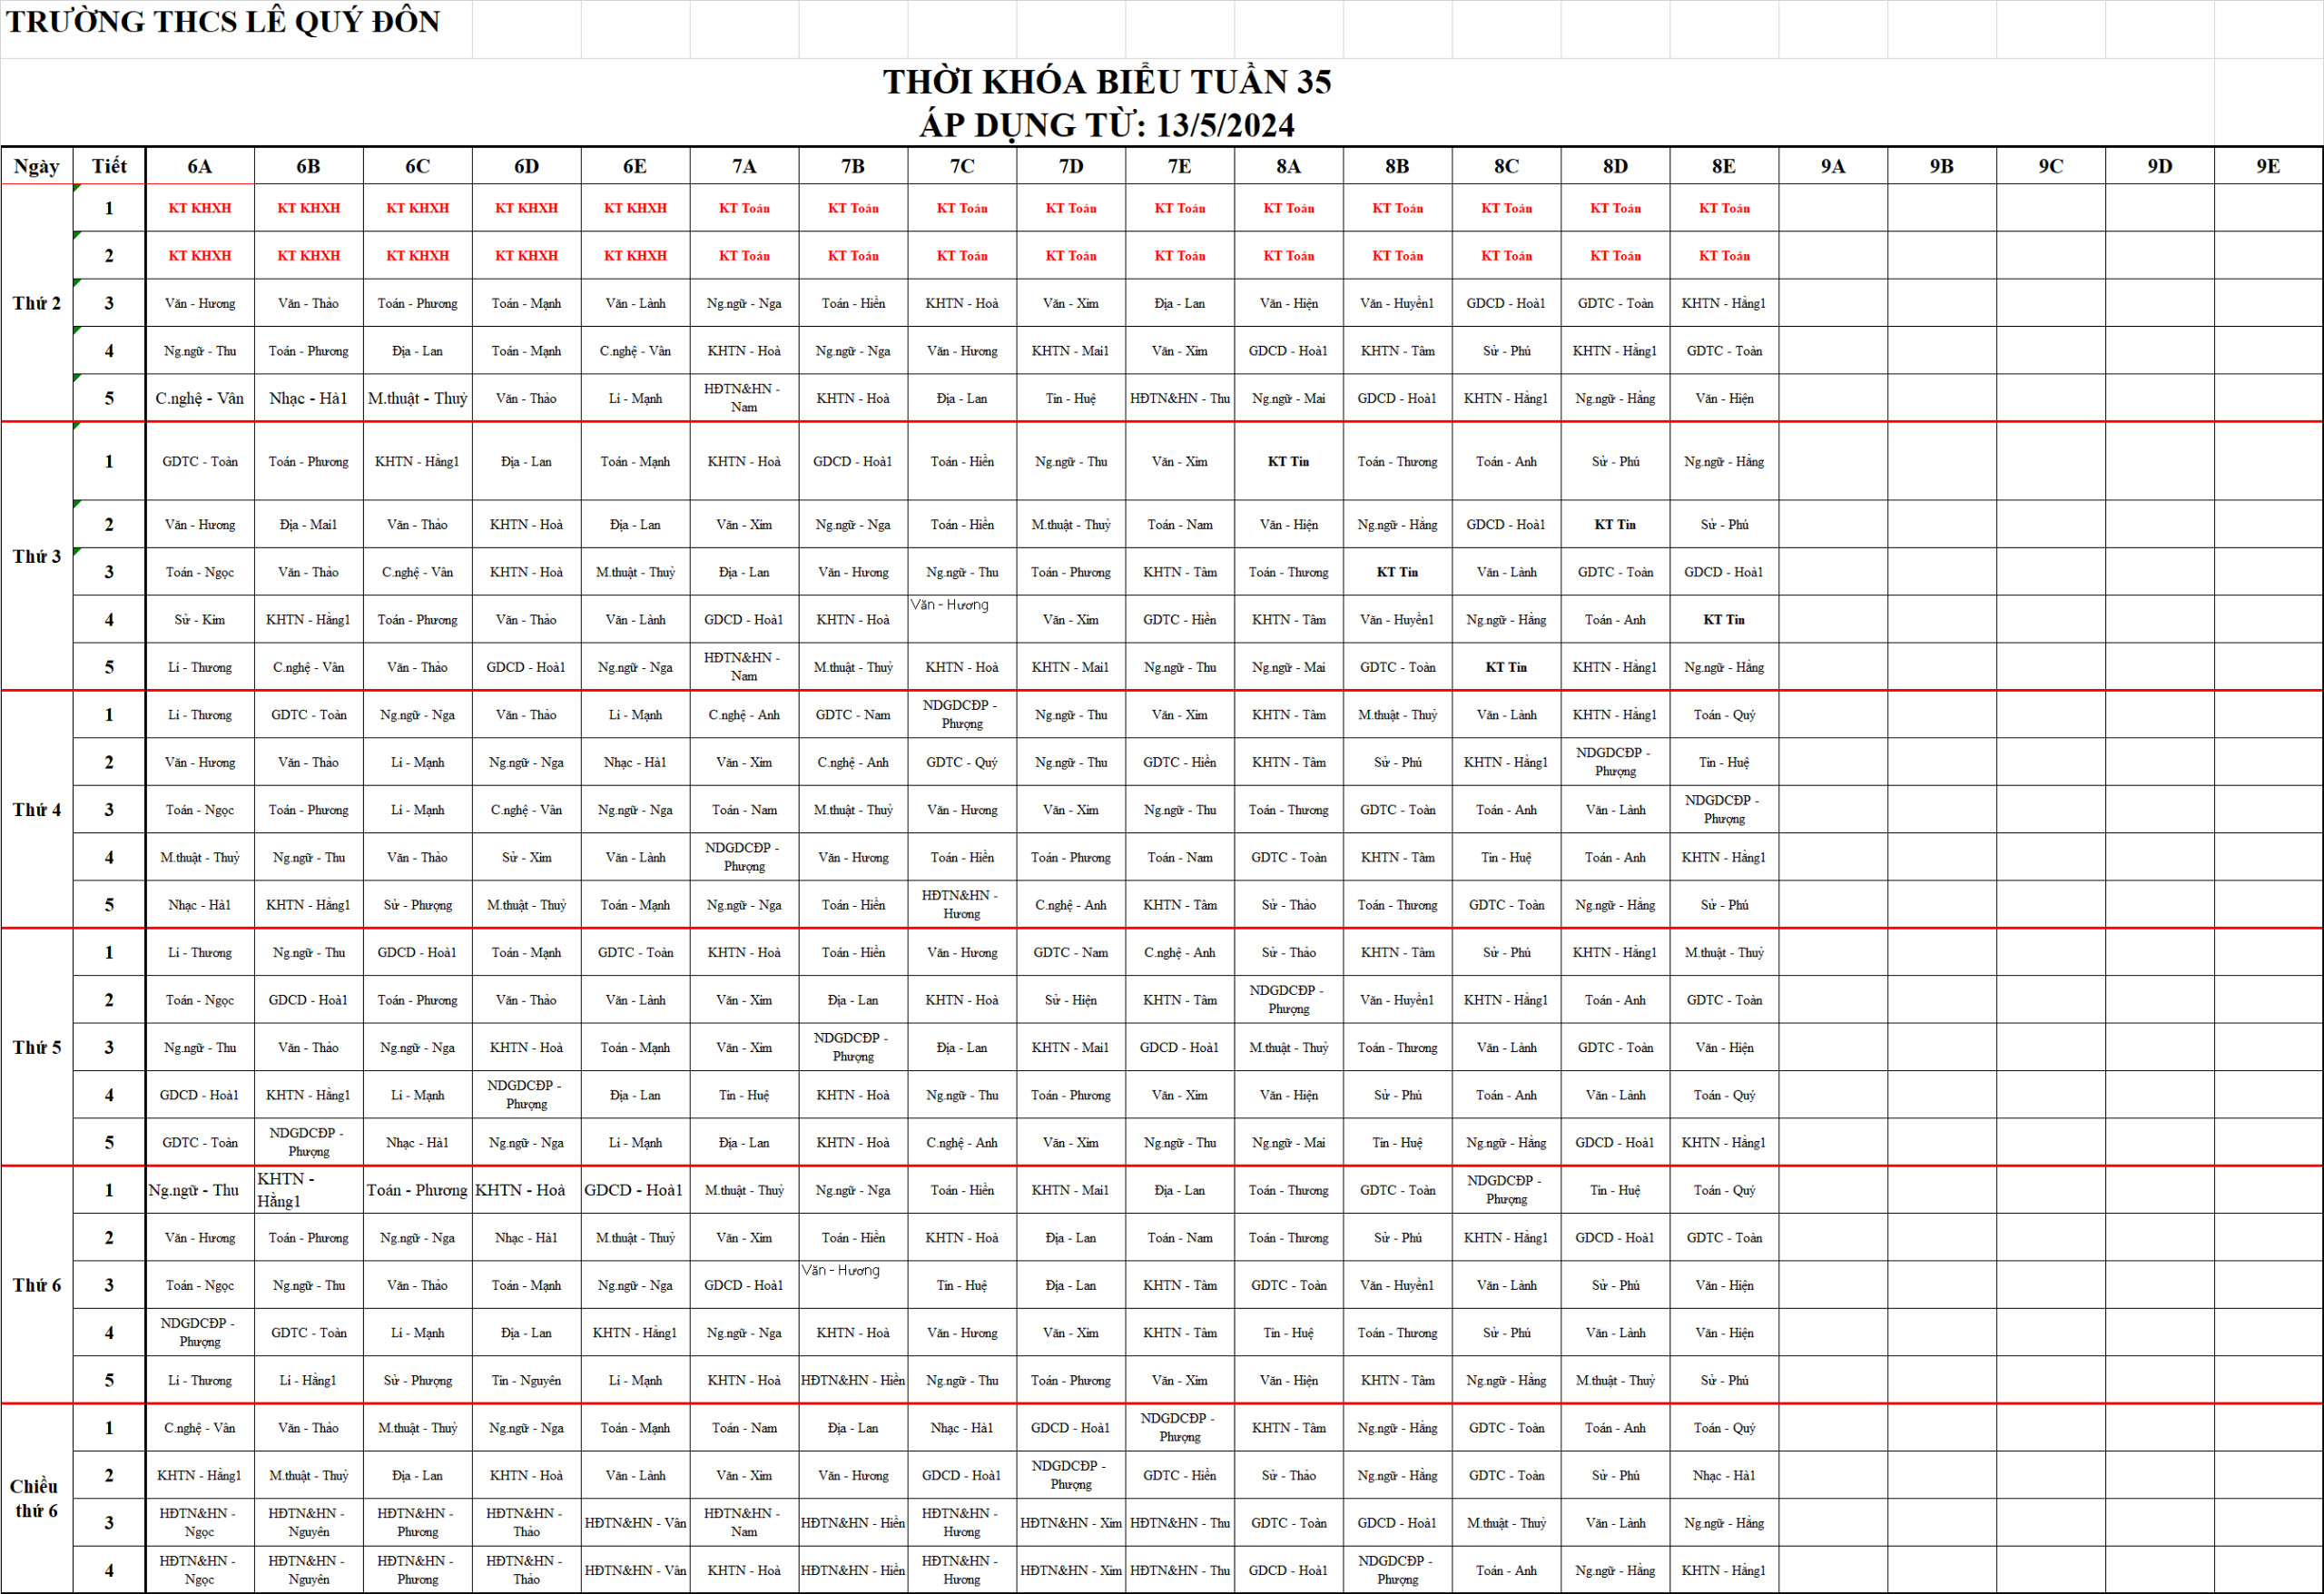 TRƯỜNG THCS LÊ QUÝ ĐÔN
THỜI KHÓA BIỂU TUẦN 35
ÁP DỤNG TỪ: 13/5/2024
Ngày Tiết 6A 6B 6C 6D 6E 7A 7B 7C 7D 7E 8A 8B 8C 8D 8E 9A 9B 9C 9D 9E
Thứ 2
1 KT KHXH KT KHXH KT KHXH KT KHXH KT KHXH KT Toán KT Toán KT Toán KT Toán KT Toán KT Toán KT Toán KT Toán KT Toán KT Toán
2 KT KHXH KT KHXH KT KHXH KT KHXH KT KHXH KT Toán KT Toán KT Toán KT Toán KT Toán KT Toán KT Toán KT Toán KT Toán KT Toán
3 Văn - Hương Văn - Thảo Toán - Phương Toán - Mạnh Văn - Lành Ng.ngữ - Nga Toán - Hiền KHTN - Hoà Văn - Xim Địa - Lan Văn - Hiện Văn - Huyền1 GDCD - Hoà1 GDTC - Toàn KHTN - Hằng1
4 Ng.ngữ - Thu Toán - Phương Địa - Lan Toán - Mạnh C.nghệ - Vân KHTN - Hoà Ng.ngữ - Nga Văn - Hương KHTN - Mai1 Văn - Xim GDCD - Hoà1 KHTN - Tâm Sử - Phú KHTN - Hằng1 GDTC - Toàn
5 C.nghệ - Vân Nhạc - Hà1 M.thuật - Thuỷ Văn - Thảo Lí - Mạnh HĐTN&HN - Nam KHTN - Hoà Địa - Lan Tin - Huệ HĐTN&HN - Thu Ng.ngữ - Mai GDCD - Hoà1 KHTN - Hằng1 Ng.ngữ - Hằng Văn - Hiện
Thứ 3
1 GDTC - Toàn Toán - Phương KHTN - Hằng1 Địa - Lan Toán - Mạnh KHTN - Hoà GDCD - Hoà1 Toán - Hiền Ng.ngữ - Thu Văn - Xim KT Tin Toán - Thương Toán - Anh Sử - Phú Ng.ngữ - Hằng
2 Văn - Hương Địa - Mai1 Văn - Thảo KHTN - Hoà Địa - Lan Văn - Xim Ng.ngữ - Nga Toán - Hiền M.thuật - Thuỷ Toán - Nam Văn - Hiện Ng.ngữ - Hằng GDCD - Hoà1 KT Tin Sử - Phú
3 Toán - Ngọc Văn - Thảo C.nghệ - Vân KHTN - Hoà M.thuật - Thuỷ Địa - Lan Văn - Hương Ng.ngữ - Thu Toán - Phương KHTN - Tâm Toán - Thương KT Tin Văn - Lành GDTC - Toàn GDCD - Hoà1
4 Sử - Kim KHTN - Hằng1 Toán - Phương Văn - Thảo Văn - Lành GDCD - Hoà1 KHTN - Hoà Văn - Hương Văn - Xim GDTC - Hiền KHTN - Tâm Văn - Huyền1 Ng.ngữ - Hằng Toán - Anh KT Tin
5 Lí - Thương C.nghệ - Vân Văn - Thảo GDCD - Hoà1 Ng.ngữ - Nga HĐTN&HN - Nam M.thuật - Thuỷ KHTN - Hoà KHTN - Mai1 Ng.ngữ - Thu Ng.ngữ - Mai GDTC - Toàn KT Tin KHTN - Hằng1 Ng.ngữ - Hằng
Thứ 4
1 Lí - Thương GDTC - Toàn Ng.ngữ - Nga Văn - Thảo Lí - Mạnh C.nghệ - Anh GDTC - Nam NDGDCĐP - Phượng Ng.ngữ - Thu Văn - Xim KHTN - Tâm M.thuật - Thuỷ Văn - Lành KHTN - Hằng1 Toán - Quý
2 Văn - Hương Văn - Thảo Lí - Mạnh Ng.ngữ - Nga Nhạc - Hà1 Văn - Xim C.nghệ - Anh GDTC - Quý Ng.ngữ - Thu GDTC - Hiền KHTN - Tâm Sử - Phú KHTN - Hằng1 NDGDCĐP - Phượng Tin - Huệ
3 Toán - Ngọc Toán - Phương Lí - Mạnh C.nghệ - Vân Ng.ngữ - Nga Toán - Nam M.thuật - Thuỷ Văn - Hương Văn - Xim Ng.ngữ - Thu Toán - Thương GDTC - Toàn Toán - Anh Văn - Lành NDGDCĐP - Phượng
4 M.thuật - Thuỷ Ng.ngữ - Thu Văn - Thảo Sử - Xim Văn - Lành NDGDCĐP - Phượng Văn - Hương Toán - Hiền Toán - Phương Toán - Nam GDTC - Toàn KHTN - Tâm Tin - Huệ Toán - Anh KHTN - Hằng1
5 Nhạc - Hà1 KHTN - Hằng1 Sử - Phượng M.thuật - Thuỷ Toán - Mạnh Ng.ngữ - Nga Toán - Hiền HĐTN&HN - Hương C.nghệ - Anh KHTN - Tâm Sử - Thảo Toán - Thương GDTC - Toàn Ng.ngữ - Hằng Sử - Phú
Thứ 5
1 Lí - Thương Ng.ngữ - Thu GDCD - Hoà1 Toán - Mạnh GDTC - Toàn KHTN - Hoà Toán - Hiền Văn - Hương GDTC - Nam C.nghệ - Anh Sử - Thảo KHTN - Tâm Sử - Phú KHTN - Hằng1 M.thuật - Thuỷ
2 Toán - Ngọc GDCD - Hoà1 Toán - Phương Văn - Thảo Văn - Lành Văn - Xim Địa - Lan KHTN - Hoà Sử - Hiện KHTN - Tâm NDGDCĐP - Phượng Văn - Huyền1 KHTN - Hằng1 Toán - Anh GDTC - Toàn
3 Ng.ngữ - Thu Văn - Thảo Ng.ngữ - Nga KHTN - Hoà Toán - Mạnh Văn - Xim NDGDCĐP - Phượng Địa - Lan KHTN - Mai1 GDCD - Hoà1 M.thuật - Thuỷ Toán - Thương Văn - Lành GDTC - Toàn Văn - Hiện
4 GDCD - Hoà1 KHTN - Hằng1 Lí - Mạnh NDGDCĐP - Phượng Địa - Lan Tin - Huệ KHTN - Hoà Ng.ngữ - Thu Toán - Phương Văn - Xim Văn - Hiện Sử - Phú Toán - Anh Văn - Lành Toán - Quý
5 GDTC - Toàn NDGDCĐP - Phượng Nhạc - Hà1 Ng.ngữ - Nga Lí - Mạnh Địa - Lan KHTN - Hoà C.nghệ - Anh Văn - Xim Ng.ngữ - Thu Ng.ngữ - Mai Tin - Huệ Ng.ngữ - Hằng GDCD - Hoà1 KHTN - Hằng1
Thứ 6
1 Ng.ngữ - Thu KHTN - Hằng1 Toán - Phương KHTN - Hoà GDCD - Hoà1 M.thuật - Thuỷ Ng.ngữ - Nga Toán - Hiền KHTN - Mai1 Địa - Lan Toán - Thương GDTC - Toàn NDGDCĐP - Phượng Tin - Huệ Toán - Quý
2 Văn - Hương Toán - Phương Ng.ngữ - Nga Nhạc - Hà1 M.thuật - Thuỷ Văn - Xim Toán - Hiền KHTN - Hoà Địa - Lan Toán - Nam Toán - Thương Sử - Phú KHTN - Hằng1 GDCD - Hoà1 GDTC - Toàn
3 Toán - Ngọc Ng.ngữ - Thu Văn - Thảo Toán - Mạnh Ng.ngữ - Nga GDCD - Hoà1 Văn - Hương Tin - Huệ Địa - Lan KHTN - Tâm GDTC - Toàn Văn - Huyền1 Văn - Lành Sử - Phú Văn - Hiện
4 NDGDCĐP - Phượng GDTC - Toàn Lí - Mạnh Địa - Lan KHTN - Hằng1 Ng.ngữ - Nga KHTN - Hoà Văn - Hương Văn - Xim KHTN - Tâm Tin - Huệ Toán - Thương Sử - Phú Văn - Lành Văn - Hiện
5 Lí - Thương Lí - Hằng1 Sử - Phượng Tin - Nguyên Lí - Mạnh KHTN - Hoà HĐTN&HN - Hiền Ng.ngữ - Thu Toán - Phương Văn - Xim Văn - Hiện KHTN - Tâm Ng.ngữ - Hằng M.thuật - Thuỷ Sử - Phú
Chiều thứ 6
1 C.nghệ - Vân Văn - Thảo M.thuật - Thuỷ Ng.ngữ - Nga Toán - Mạnh Toán - Nam Địa - Lan Nhạc - Hà1 GDCD - Hoà1 NDGDCĐP - Phượng KHTN - Tâm Ng.ngữ - Hằng GDTC - Toàn Toán - Anh Toán - Quý
2 KHTN - Hằng1 M.thuật - Thuỷ Địa - Lan KHTN - Hoà Văn - Lành Văn - Xim Văn - Hương GDCD - Hoà1 NDGDCĐP - Phượng GDTC - Hiền Sử - Thảo Ng.ngữ - Hằng GDTC - Toàn Sử - Phú Nhạc - Hà1
3 HĐTN&HN - Ngọc HĐTN&HN - Nguyên HĐTN&HN - Phương HĐTN&HN - Thảo HĐTN&HN - Vân HĐTN&HN - Nam HĐTN&HN - Hiền HĐTN&HN - Hương HĐTN&HN - Xim HĐTN&HN - Thu GDTC - Toàn GDCD - Hoà1 M.thuật - Thuỷ Văn - Lành Ng.ngữ - Hằng
4 HĐTN&HN - Ngọc HĐTN&HN - Nguyên HĐTN&HN - Phương HĐTN&HN - Thảo HĐTN&HN - Vân KHTN - Hoà HĐTN&HN - Hiền HĐTN&HN - Hương HĐTN&HN - Xim HĐTN&HN - Thu GDCD - Hoà1 NDGDCĐP - Phượng Toán - Anh Ng.ngữ - Hằng KHTN - Hằng1